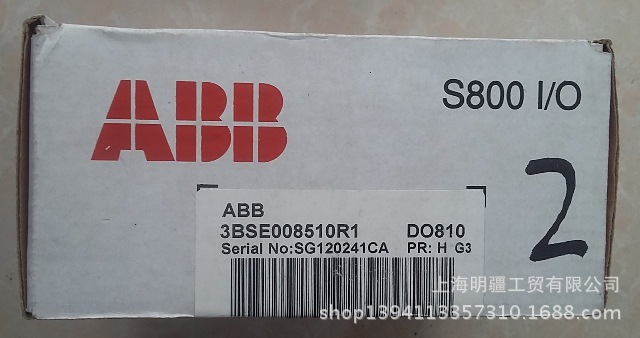 ABB
S800 I/O
2
ABB
3BSE008510R1 DO810
Serial No:SG120241CA PR: H G3
上海明疆工贸有限公司
shop1394113357310.1688.com